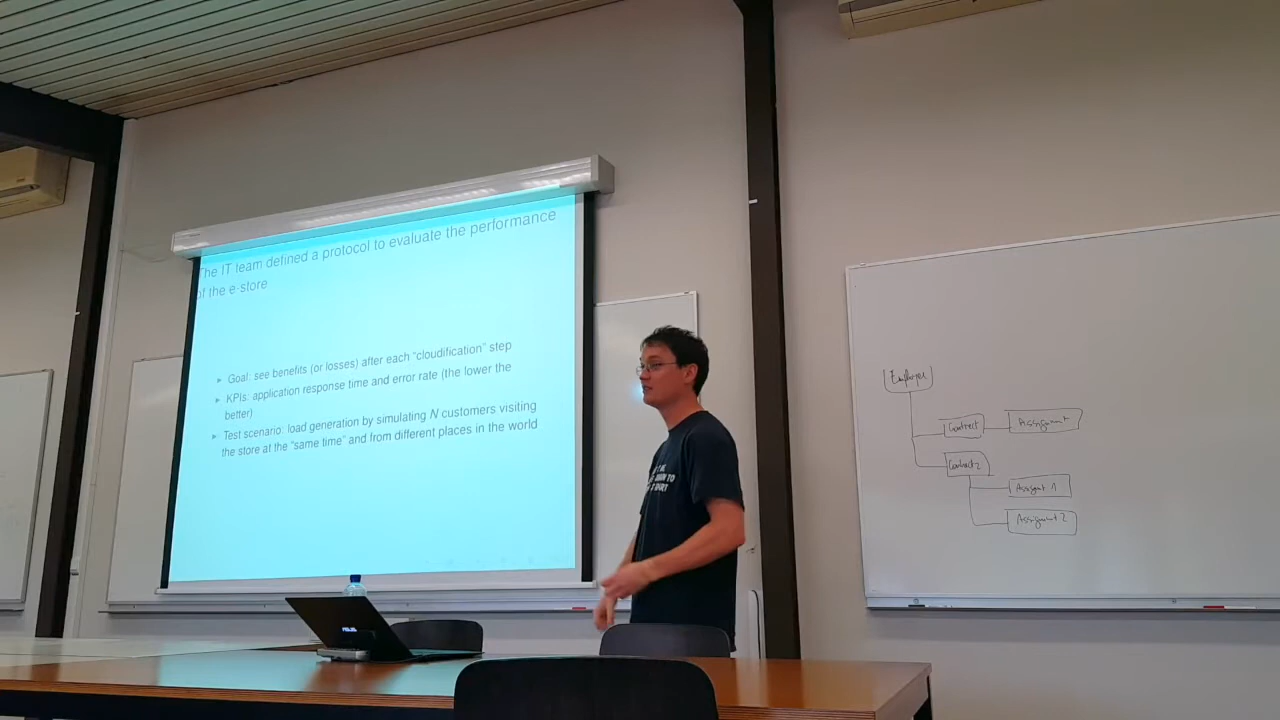 The IT team defined a protocol to evaluate the performance
of the e-store
Goal: see benefits (or losses) after each “cloudification” step
KPIs: application response time and error rate (the lower the
better)
Test scenario: load generation by simulating N customers visiting
the store at the “same time” and from different places in the world
ASUS
Employee
Contract
Assignment
Contract 2
Assigment 1
Assigment 2